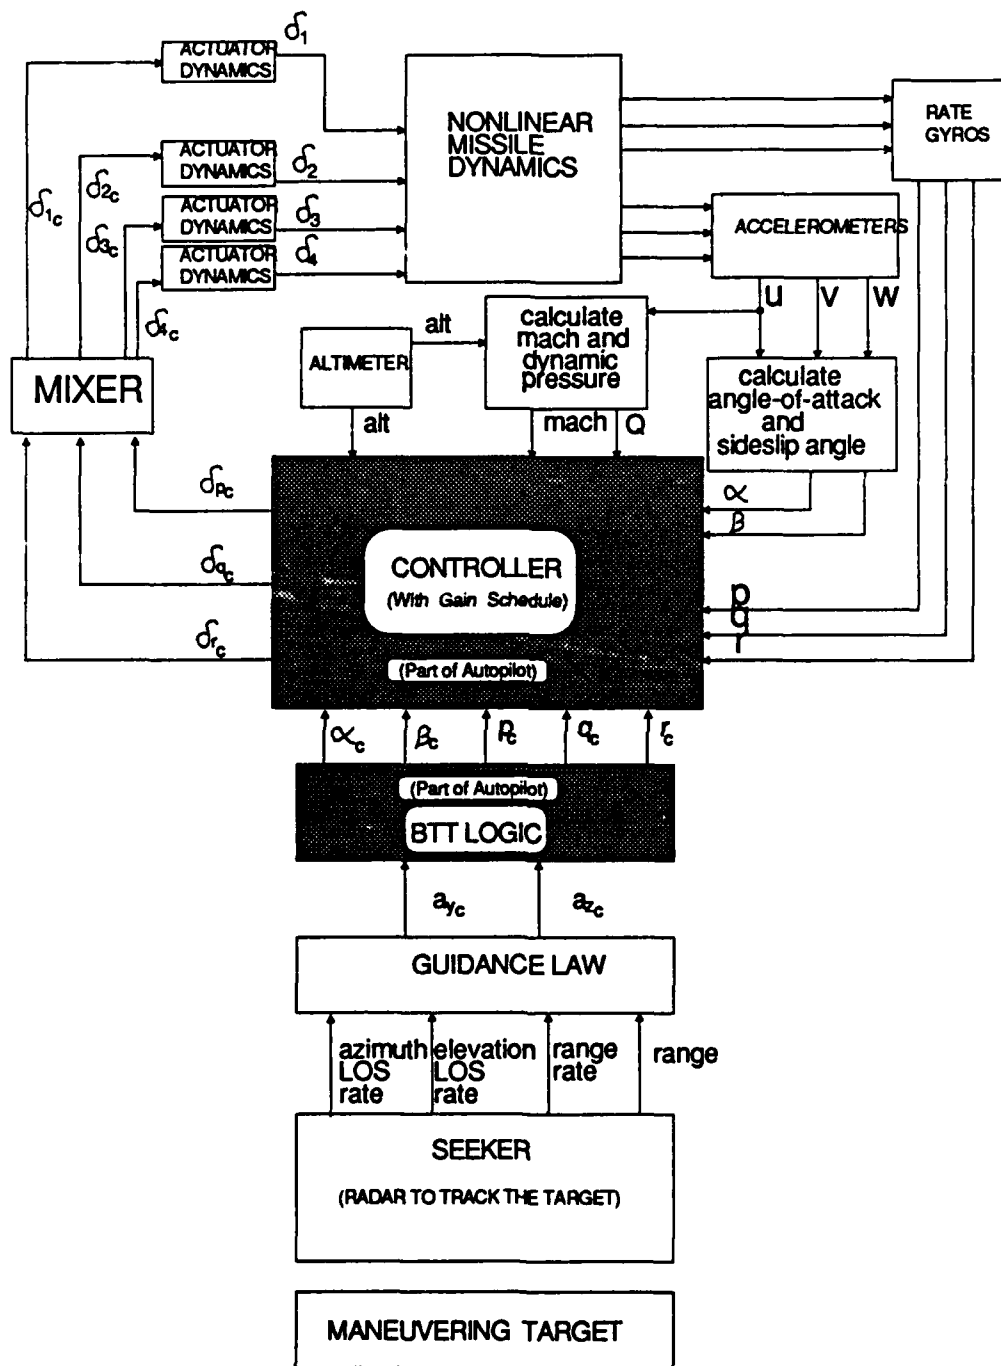 δ1
ACTUATOR
DYNAMICS
NONLINEAR
MISSILE
DYNAMICS
RATE
GYROS
ACTUATOR
DYNAMICS
δ2
δ1c
δ2c
ACTUATOR
DYNAMICS
δ3
δ3c
ACTUATOR
DYNAMICS
δ4
δ4c
ACCELEROMETERS
u v w
alt
calculate
mach and
dynamic
pressure
ALTIMETER
MIXER
calculate
angle-of-attack
and
sideslip angle
alt
mach Q
δpc
α
β
CONTROLLER
(With Gain Schedule)
δqc
p
q
r
δrc
(Part of Autopilot)
αc βc pc qc rc
(Part of Autopilot)
BTT LOGIC
ayc azc
GUIDANCE LAW
azimuth
LOS
rate
elevation
LOS
rate
range
rate
range
SEEKER
(RADAR TO TRACK THE TARGET)
MANEUVERING TARGET